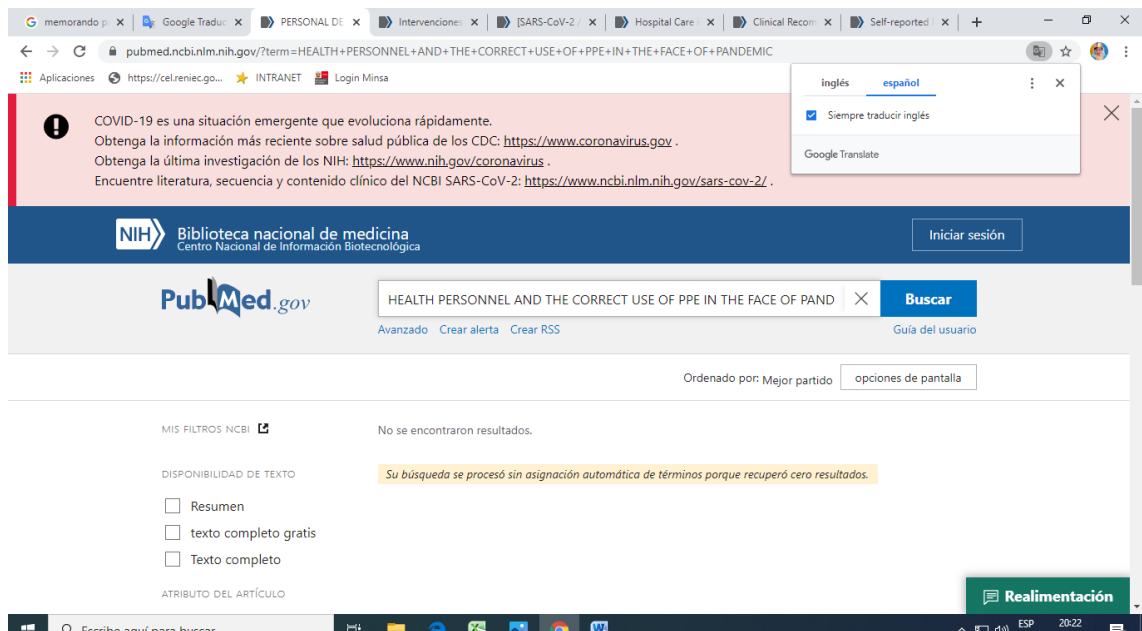 memorando p
Google Traduc
PERSONAL DE
Intervenciones
[SARS-CoV-2 /
Hospital Care
Clinical Recom
Self-reported
pubmed.ncbi.nlm.nih.gov/?term=HEALTH+PERSONNEL+AND+THE+CORRECT+USE+OF+PPE+IN+THE+FACE+OF+PANDEMIC
Aplicaciones
https://cel.reniec.go...
INTRANET
Login Minsa
inglés español
Siempre traducir inglés
Google Translate
COVID-19 es una situación emergente que evoluciona rápidamente.
Obtenga la información más reciente sobre salud pública de los CDC: https://www.coronavirus.gov .
Obtenga la última investigación de los NIH: https://www.nih.gov/coronavirus .
Encuentre literatura, secuencia y contenido clínico del NCBI SARS-CoV-2: https://www.ncbi.nlm.nih.gov/sars-cov-2/ .
NIH
Biblioteca nacional de medicina
Centro Nacional de Información Biotecnológica
Iniciar sesión
PubMed.gov
HEALTH PERSONNEL AND THE CORRECT USE OF PPE IN THE FACE OF PAND
Buscar
Avanzado Crear alerta Crear RSS
Guía del usuario
Ordenado por: Mejor partido
opciones de pantalla
MIS FILTROS NCBI
No se encontraron resultados.
DISPONIBILIDAD DE TEXTO
Su búsqueda se procesó sin asignación automática de términos porque recuperó cero resultados.
Resumen
texto completo gratis
Texto completo
ATRIBUTO DEL ARTÍCULO
Realimentación
Escribe aquí para buscar
ESP
20:22